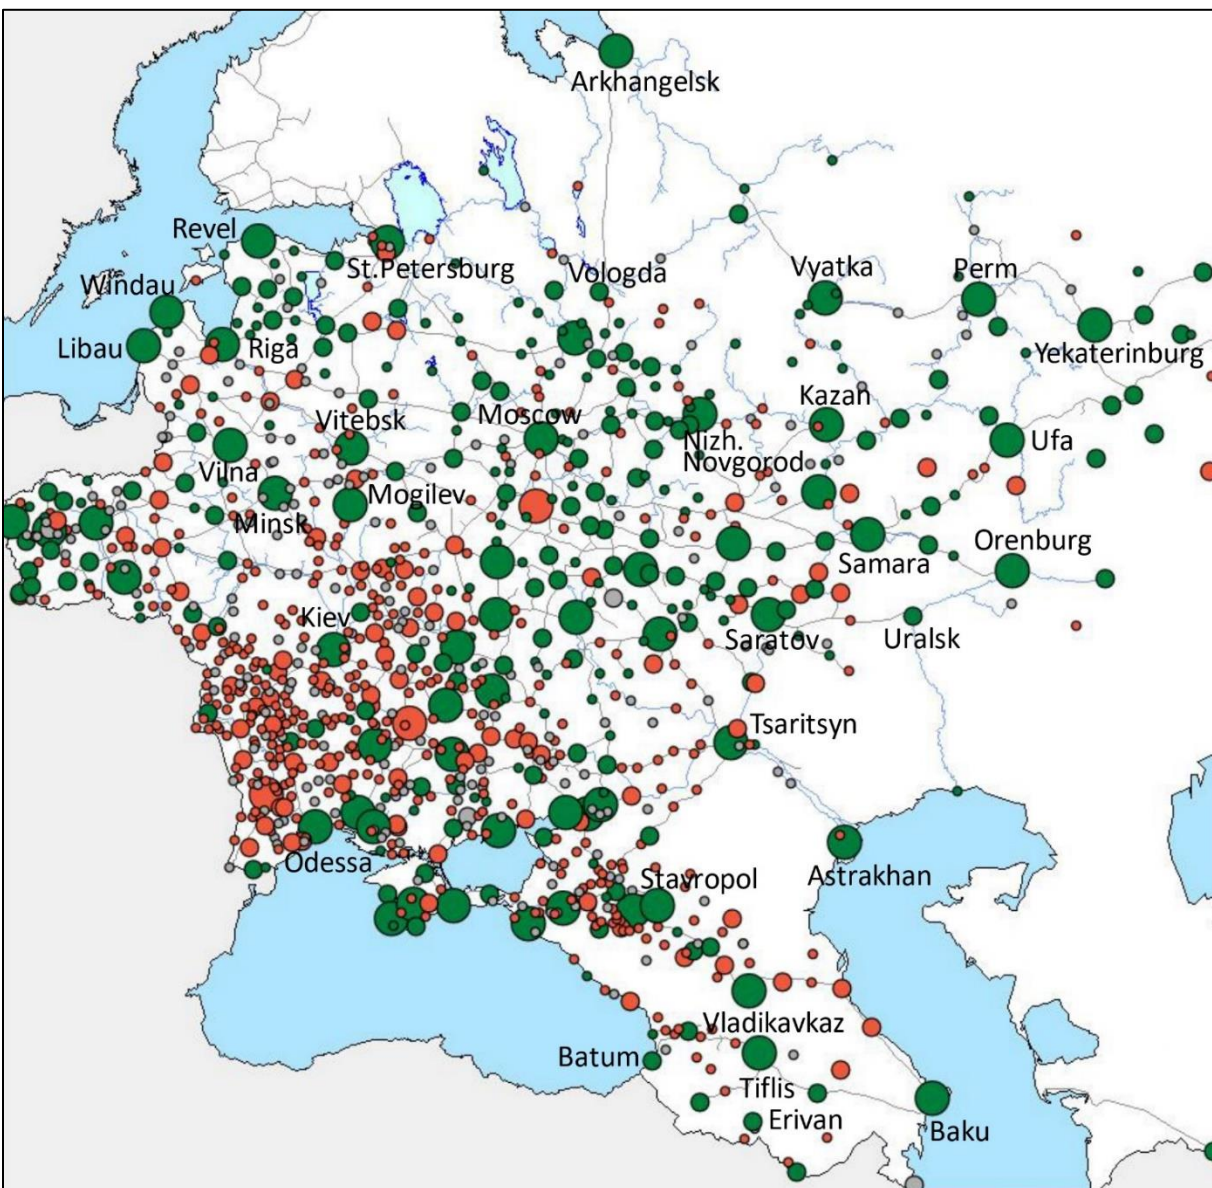 Arkhangelsk
Revel
St.Petersburg
Vologda
Vyatka
Perm
Windau
Libau
Riga
Yekaterinburg
Vitebsk
Moscow
Kazan
Nizh.
Novgorod
Ufa
Vilna
Mogilev
Minsk
Samara
Orenburg
Kiev
Saratov
Uralsk
Tsaritsyn
Odessa
Stavropol
Astrakhan
Vladikavkaz
Batum
Tiflis
Erivan
Baku